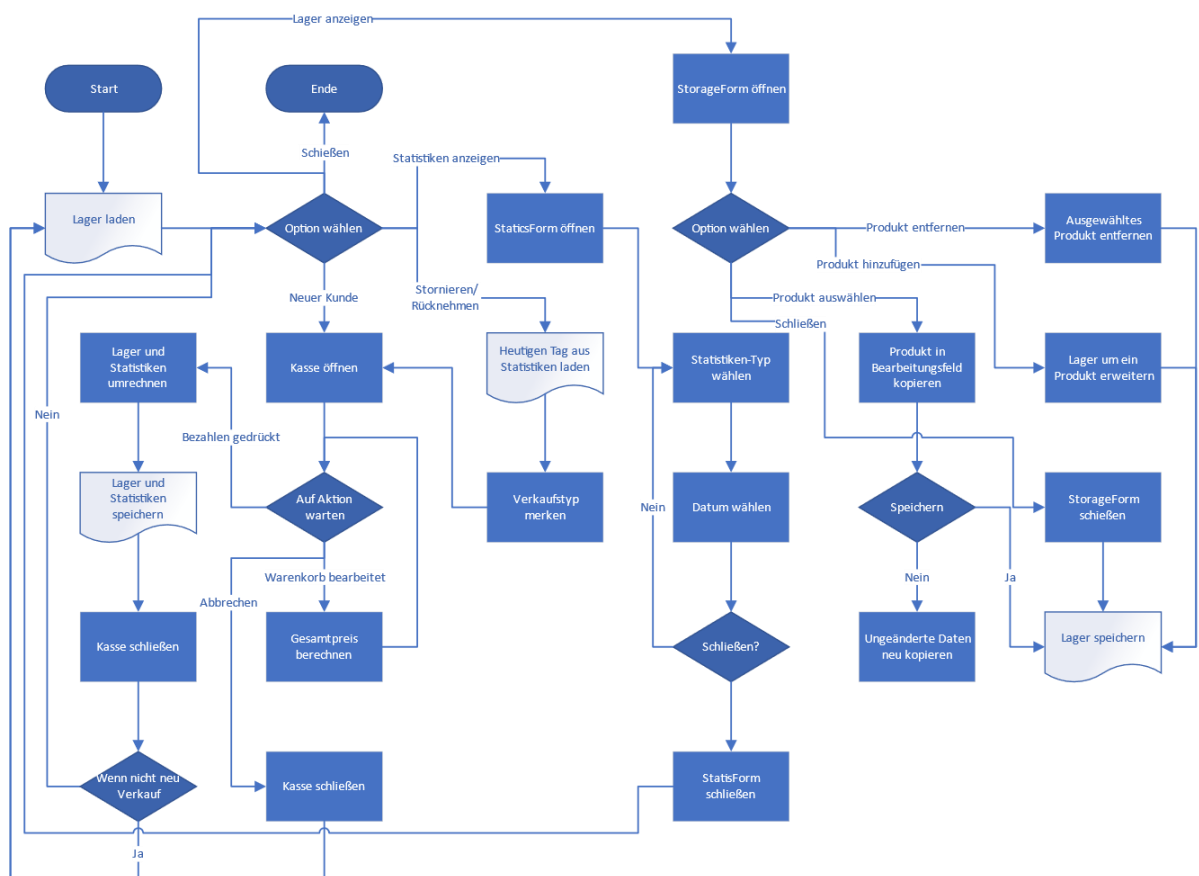 Lager anzeigen
Start
Ende
StorageForm öffnen
Schießen
Statistiken anzeigen
Lager laden
Option wählen
StaticsForm öffnen
Option wählen
Produkt entfernen
Ausgewähltes
Produkt entfernen
Produkt hinzufügen
Neuer Kunde
Stornieren/
Rücknehmen
Produkt auswählen
Schließen
Lager und
Statistiken
umrechnen
Kasse öffnen
Heutigen Tag aus
Statistiken laden
Statistiken-Typ
wählen
Produkt in
Bearbeitungsfeld
kopieren
Lager um ein
Produkt erweitern
Nein
Bezahlen gedrückt
Lager und
Statistiken
speichern
Auf Aktion
warten
Verkaufstyp
merken
Nein
Datum wählen
Speichern
StorageForm
schießen
Warenkorb bearbeitet
Nein
Ja
Abbrechen
Kasse schließen
Gesamtpreis
berechnen
Schließen?
Ungeänderte Daten
neu kopieren
Lager speichern
Wenn nicht neu
Verkauf
Kasse schließen
StatisForm
schließen
Ja